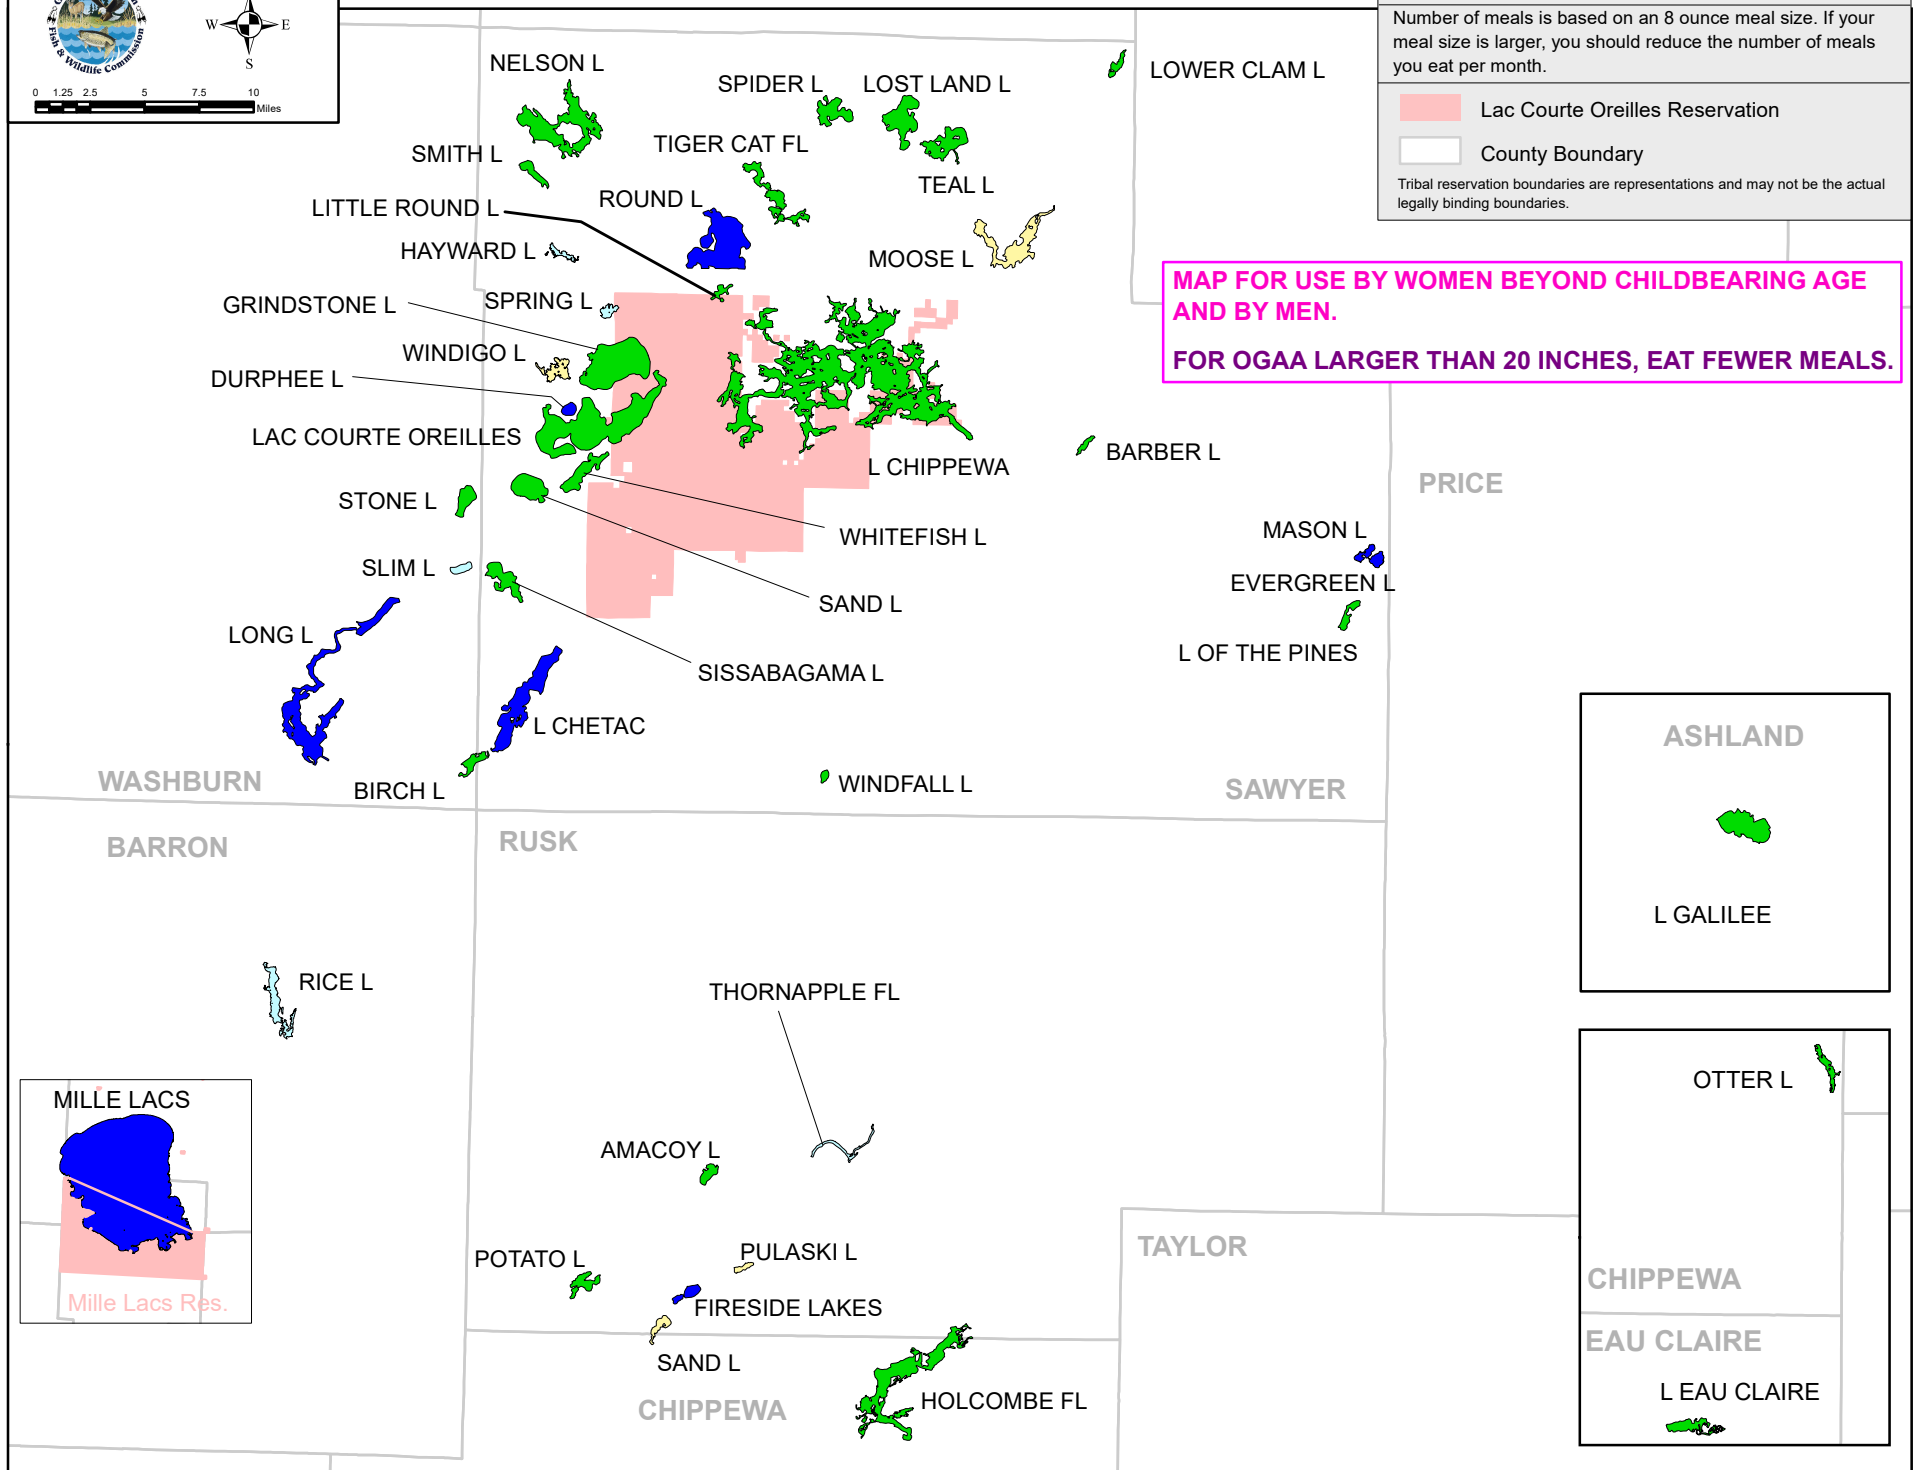 Fish & Wildlife Commission
W
E
S
0 1.25 2.5 5 7.5 10
Miles
Number of meals is based on an 8 ounce meal size. If your
meal size is larger, you should reduce the number of meals
you eat per month.
Lac Courte Oreilles Reservation
County Boundary
Tribal reservation boundaries are representations and may not be the actual
legally binding boundaries.
NELSON L
SPIDER L
LOST LAND L
LOWER CLAM L
SMITH L
TIGER CAT FL
TEAL L
LITTLE ROUND L
ROUND L
HAYWARD L
MOOSE L
MAP FOR USE BY WOMEN BEYOND CHILDBEARING AGE
AND BY MEN.
FOR OGAA LARGER THAN 20 INCHES, EAT FEWER MEALS.
GRINDSTONE L
SPRING L
WINDIGO L
DURPHEE L
LAC COURTE OREILLES
L CHIPPEWA
BARBER L
PRICE
STONE L
WHITEFISH L
MASON L
SLIM L
EVERGREEN L
SAND L
LONG L
L OF THE PINES
SISSABAGAMA L
L CHETAC
ASHLAND
WASHBURN
BIRCH L
WINDFALL L
SAWYER
BARRON
RUSK
L GALILEE
RICE L
THORNAPPLE FL
OTTER L
MILLE LACS
AMACOY L
Mille Lacs Res.
POTATO L
PULASKI L
TAYLOR
CHIPPEWA
FIRESIDE LAKES
EAU CLAIRE
SAND L
L EAU CLAIRE
CHIPPEWA
HOLCOMBE FL